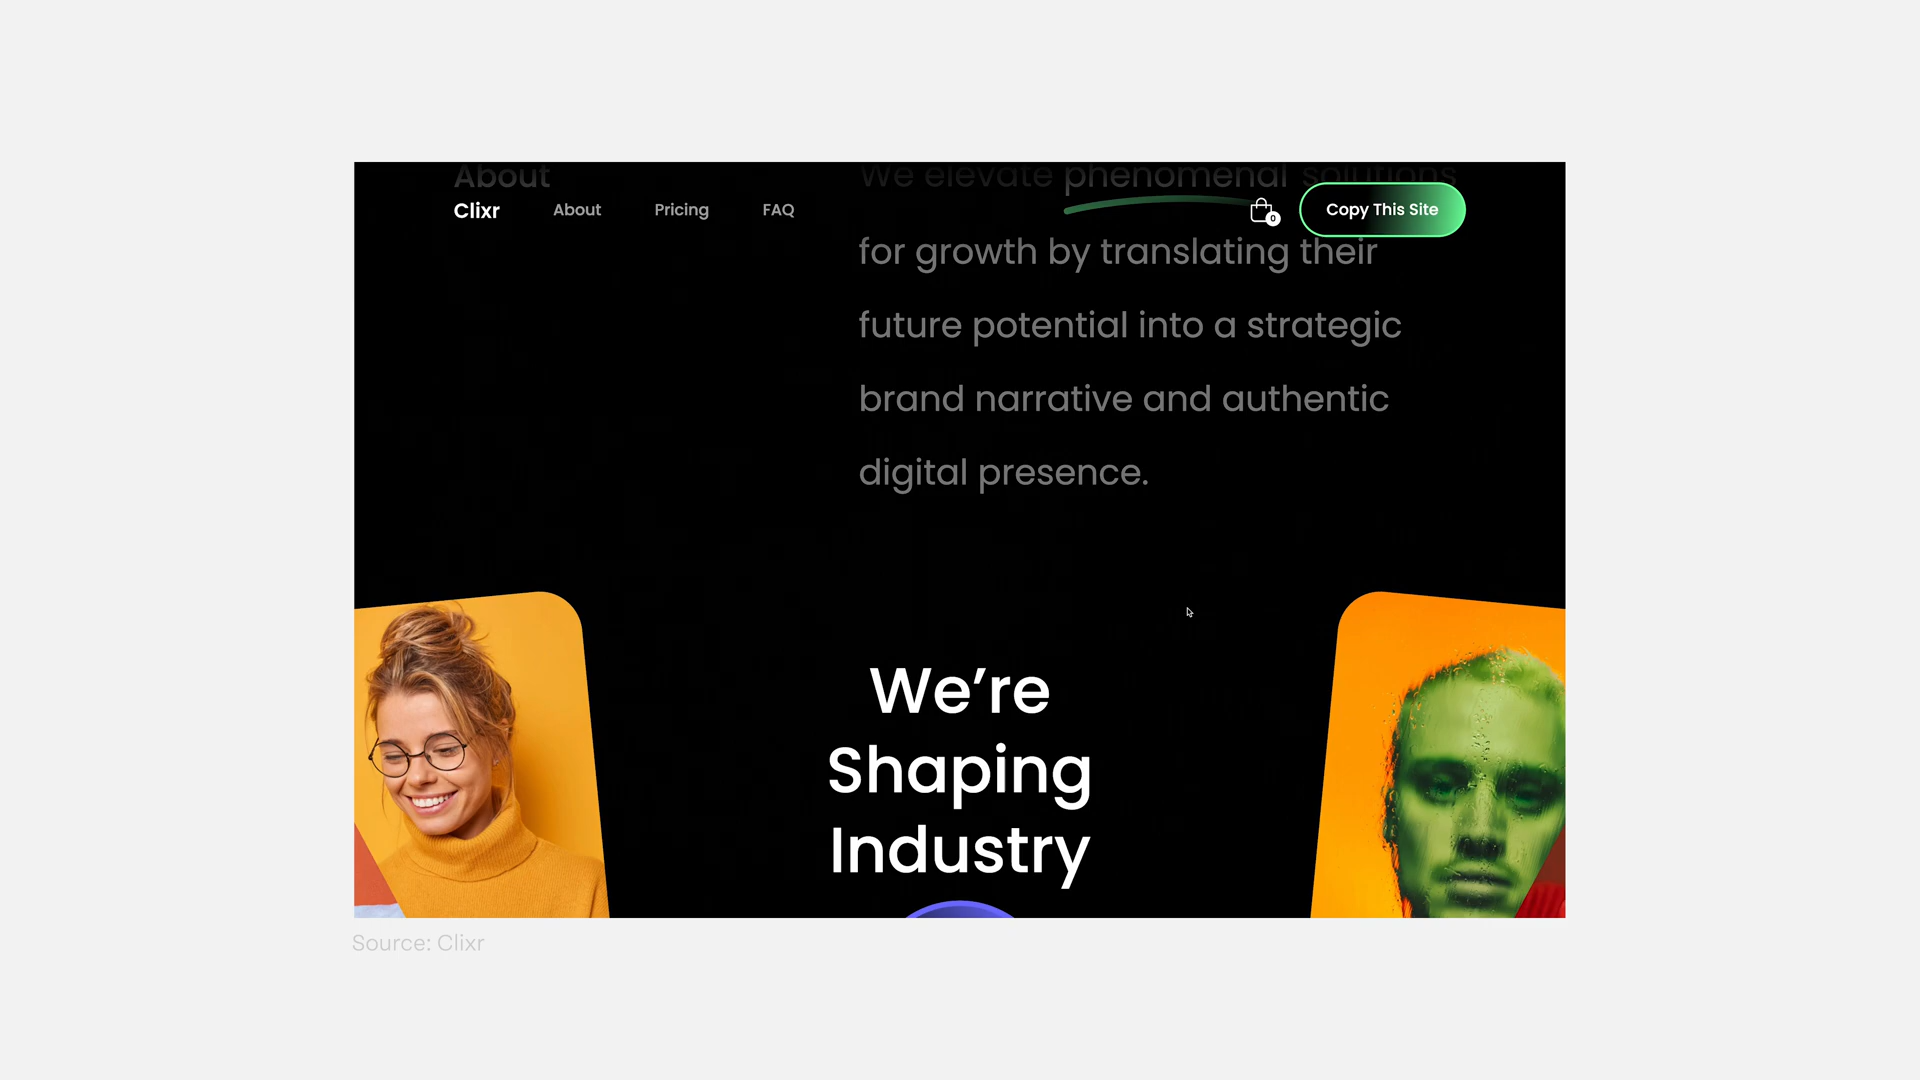 About
We elevate phenomenal solutions
Clixr
About
Pricing
FAQ
0
Copy This Site
for growth by translating their
future potential into a strategic
brand narrative and authentic
digital presence.
We’re
Shaping
Industry
Source: Clixr